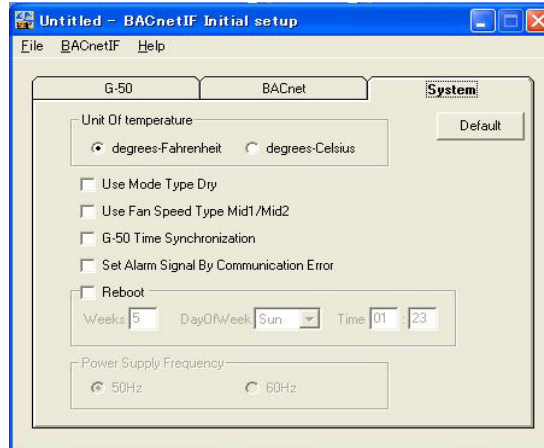 Untitled - BACnetIF Initial setup
File BACnetIF Help
G-50 BACnet System
Unit Of temperature
Default
degrees-Fahrenheit degrees-Celsius
Use Mode Type Dry
Use Fan Speed Type Mid1/Mid2
G-50 Time Synchronization
Set Alarm Signal By Communication Error
Reboot
Weeks 5 DayOfWeek Sun Time 01 : 23
Power Supply Frequency
50Hz 60Hz